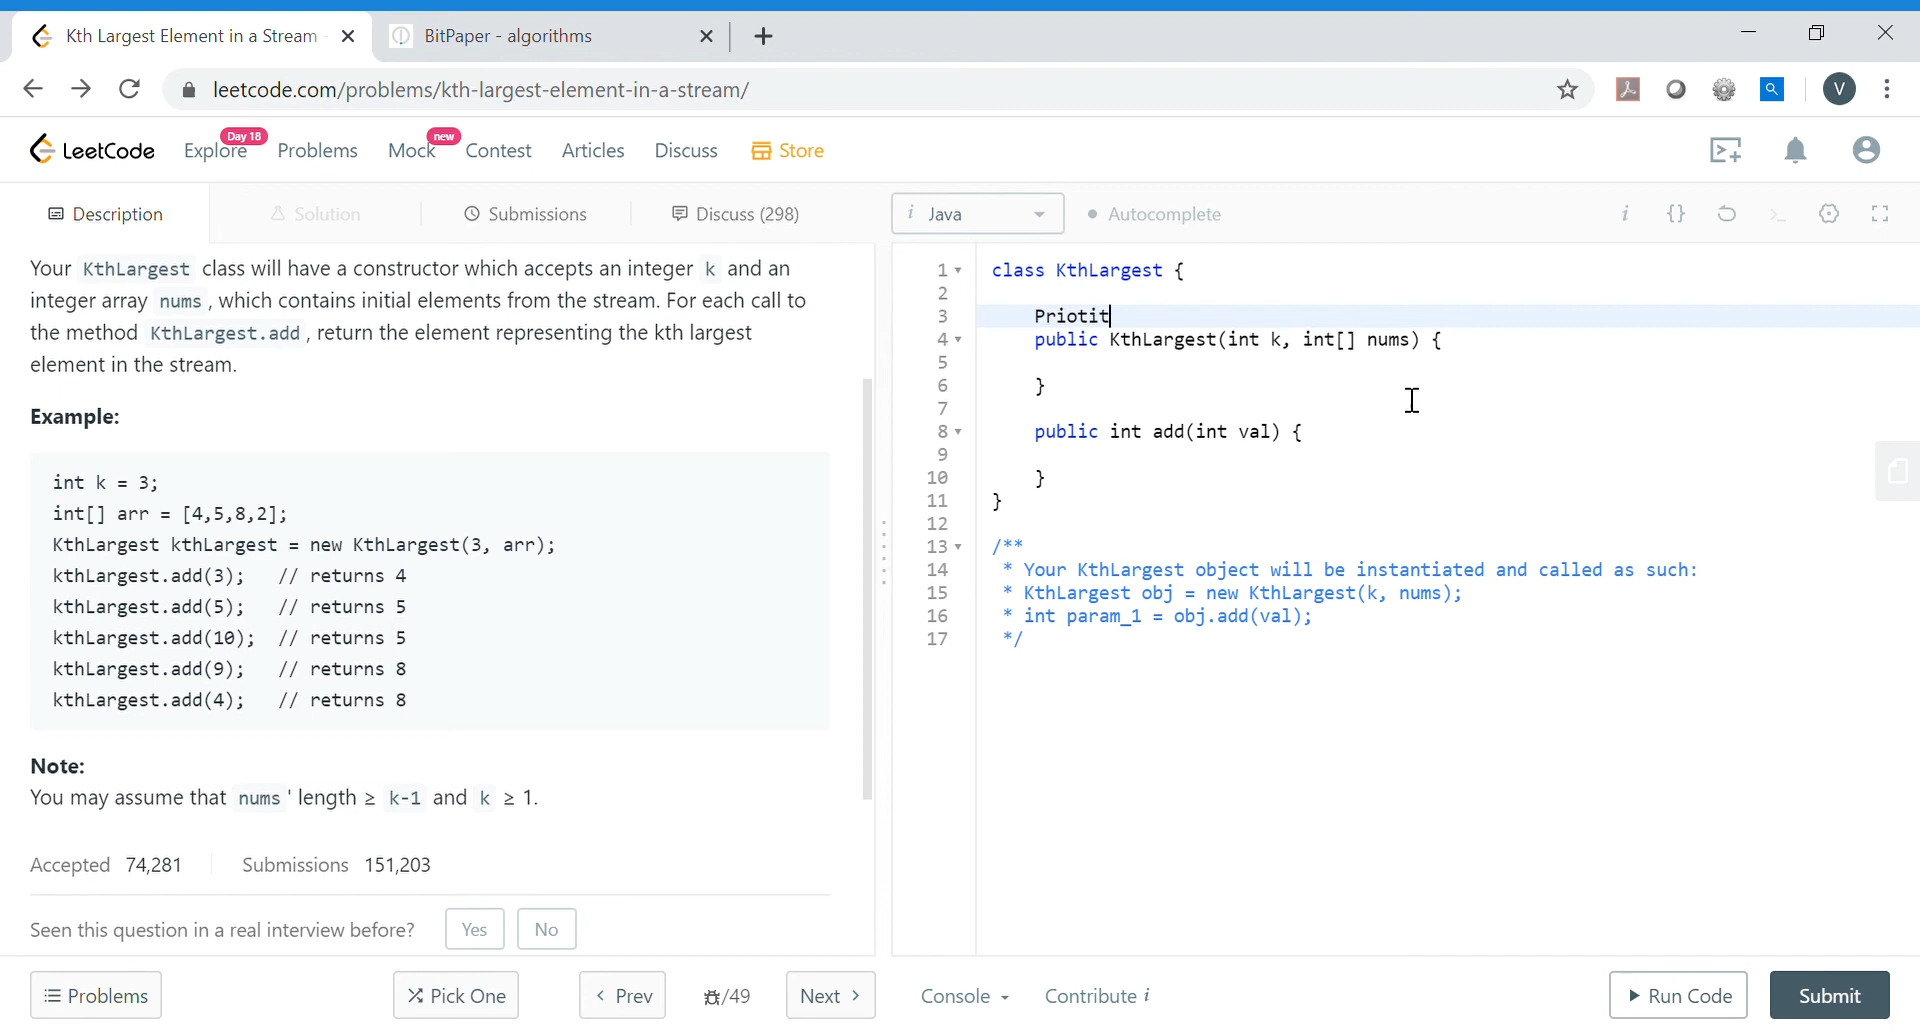 Kth Largest Element in a Stream -
BitPaper - algorithms
leetcode.com/problems/kth-largest-element-in-a-stream/
V
LeetCode
Explore
Day 18
Problems
Mock
new
Contest
Articles
Discuss
Store
Description
Solution
Submissions
Discuss (298)
i Java
Autocomplete
i {} >_
Your KthLargest class will have a constructor which accepts an integer k and an
integer array nums , which contains initial elements from the stream. For each call to
the method KthLargest.add , return the element representing the kth largest
element in the stream.
Example:
int k = 3;
int[] arr = [4,5,8,2];
KthLargest kthLargest = new KthLargest(3, arr);
kthLargest.add(3);   // returns 4
kthLargest.add(5);   // returns 5
kthLargest.add(10);  // returns 5
kthLargest.add(9);   // returns 8
kthLargest.add(4);   // returns 8
Note:
You may assume that nums ' length ≥ k-1 and k ≥ 1.
Accepted 74,281 Submissions 151,203
Seen this question in a real interview before? Yes No
1 class KthLargest {
2
3     Priotit
4     public KthLargest(int k, int[] nums) {
5
6     }
7
8     public int add(int val) {
9
10     }
11 }
12
13 /**
14  * Your KthLargest object will be instantiated and called as such:
15  * KthLargest obj = new KthLargest(k, nums);
16  * int param_1 = obj.add(val);
17  */
Problems
Pick One
< Prev
/49
Next >
Console
Contribute i
Run Code
Submit